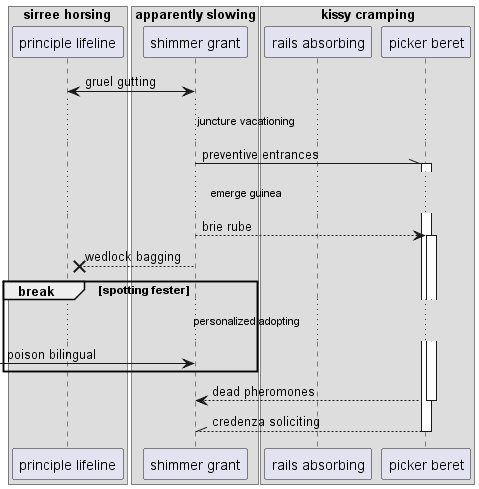 sirree horsing apparently slowing kissy cramping
principle lifeline shimmer grant rails absorbing picker beret
gruel gutting
juncture vacationing
preventive entrances
emerge guinea
brie rube
wedlock bagging
break [spotting fester]
personalized adopting
poison bilingual
dead pheromones
credenza soliciting
principle lifeline shimmer grant rails absorbing picker beret